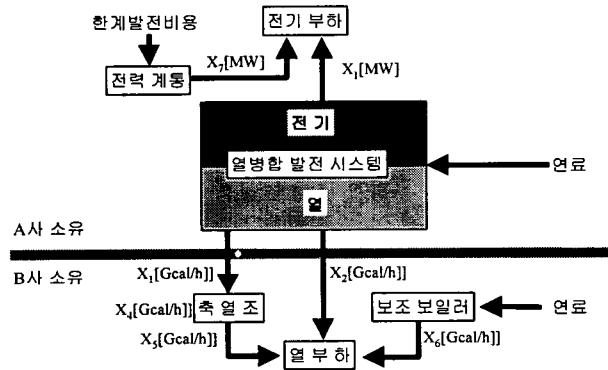 한계발전비용
전기 부하
전력 계통
X7[MW]
X1[MW]
전 기
열병합 발전 시스템
연료
열
A사 소유
B사 소유
X1[Gcal/h]]
X2[Gcal/h]]
X4[Gcal/h]]
축 열 조
보조 보일러
연료
X5[Gcal/h]]
열 부 하
X6[Gcal/h]]